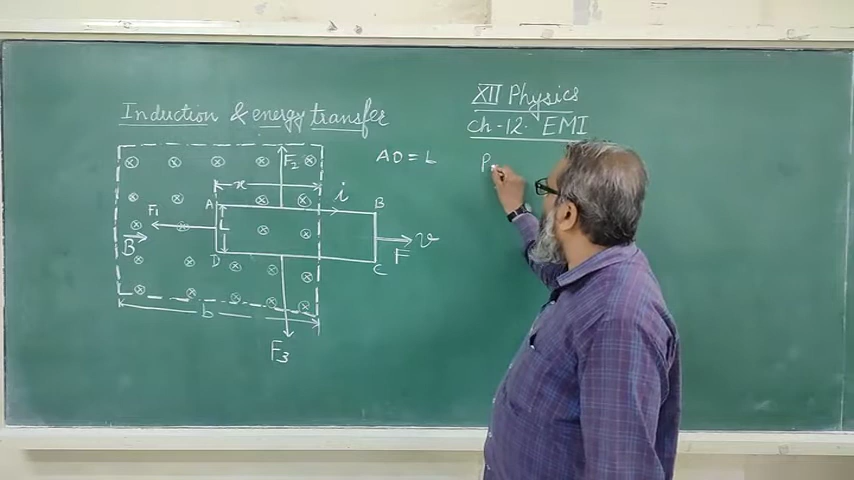 Induction & energy transfer
XII Physics
Ch-12. EMI
P
AD = L
F₂
x
i
A
B
F₁
L
B
v
F
D
C
b
F₃